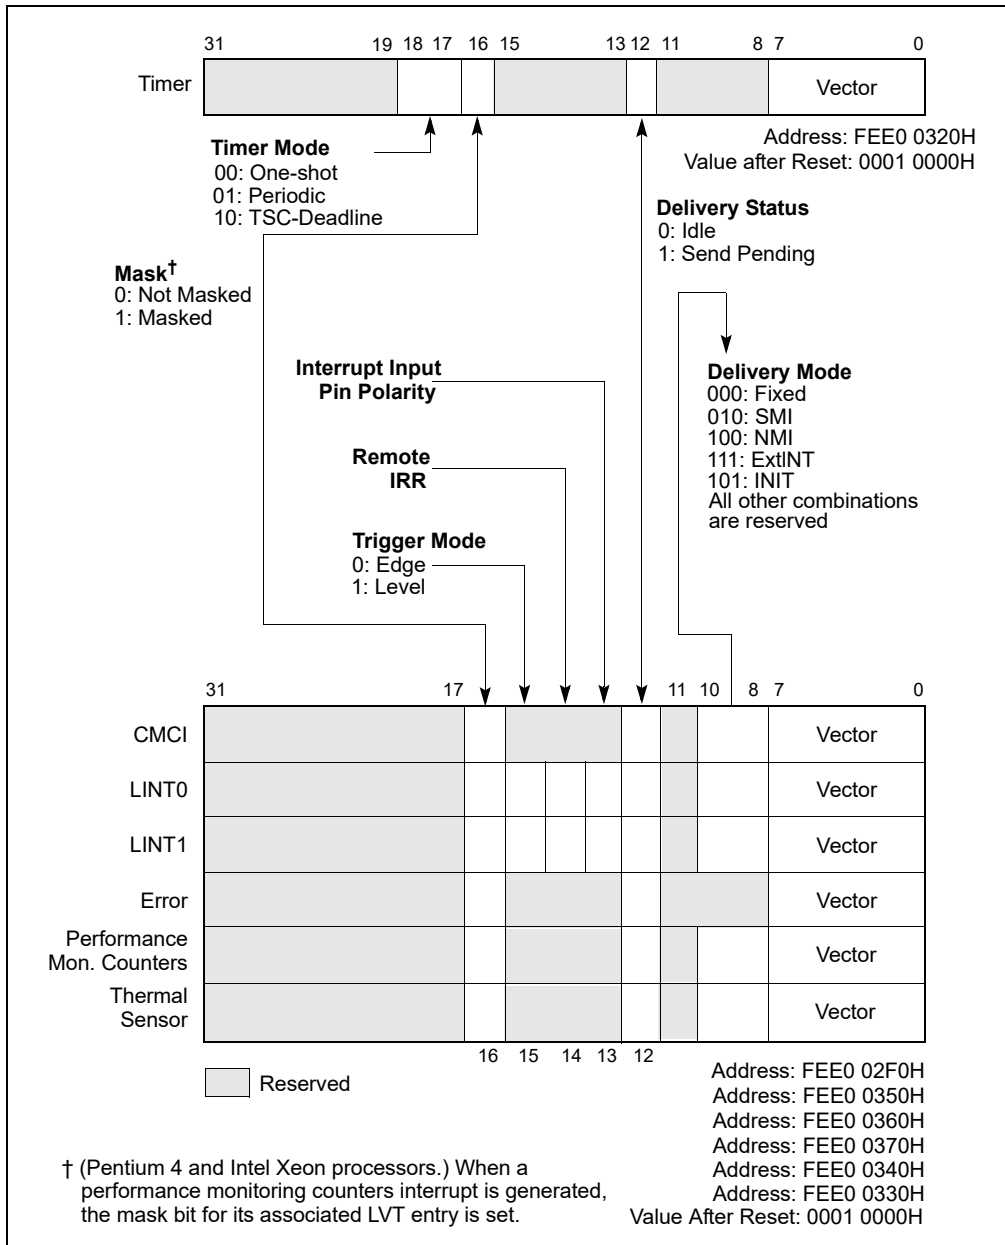 31 19 18 17 16 15 13 12 11 8 7 0
Timer Vector
Address: FEE0 0320H
Value after Reset: 0001 0000H
Timer Mode
00: One-shot
01: Periodic
10: TSC-Deadline
Delivery Status
0: Idle
1: Send Pending
Mask†
0: Not Masked
1: Masked
Interrupt Input
Pin Polarity
Delivery Mode
000: Fixed
010: SMI
100: NMI
111: ExtINT
101: INIT
All other combinations
are reserved
Remote
IRR
Trigger Mode
0: Edge
1: Level
31 17 11 10 8 7 0
CMCI Vector
LINT0 Vector
LINT1 Vector
Error Vector
Performance
Mon. Counters Vector
Thermal
Sensor Vector
16 15 14 13 12
Reserved
Address: FEE0 02F0H
Address: FEE0 0350H
Address: FEE0 0360H
Address: FEE0 0370H
Address: FEE0 0340H
Address: FEE0 0330H
Value After Reset: 0001 0000H
† (Pentium 4 and Intel Xeon processors.) When a
performance monitoring counters interrupt is generated,
the mask bit for its associated LVT entry is set.